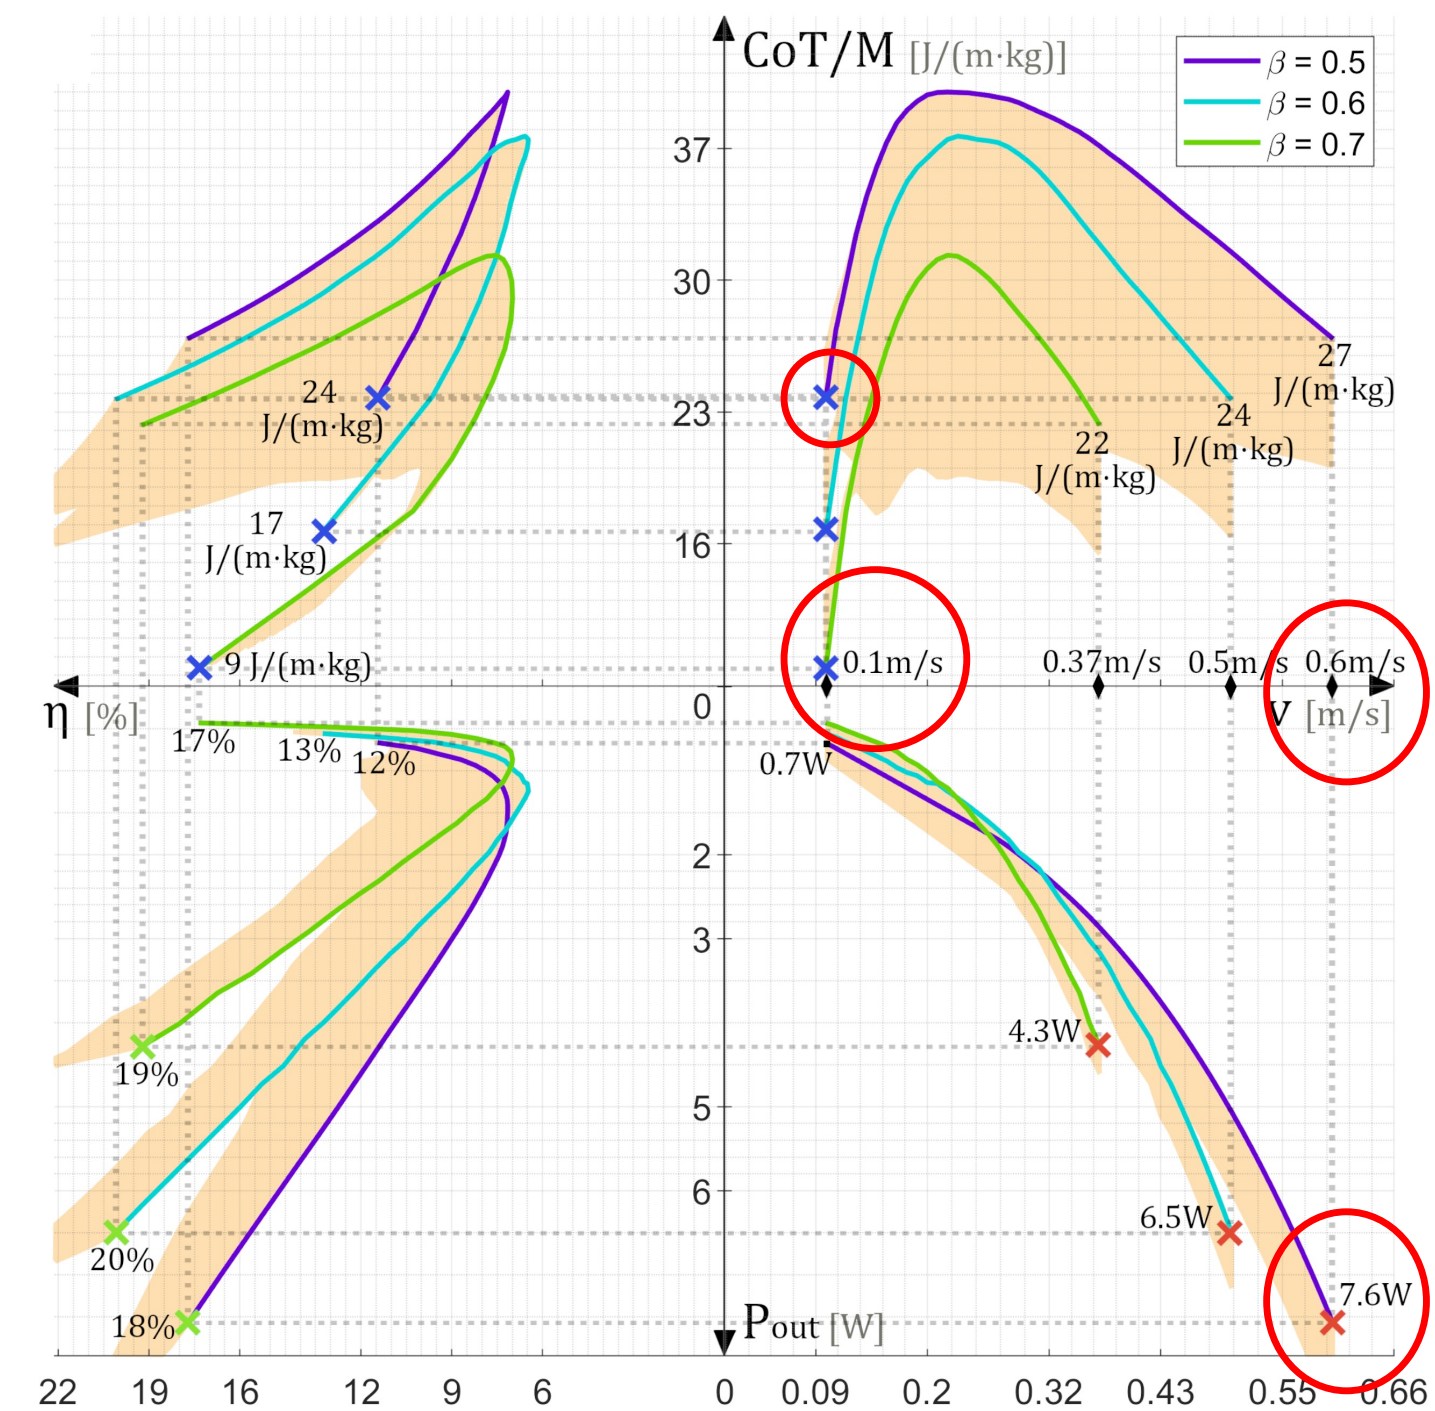 CoT/M [J/(m·kg)]
β = 0.5
β = 0.6
β = 0.7
37
30
23
16
0
27
J/(m·kg)
24
J/(m·kg)
22
J/(m·kg)
24
J/(m·kg)
17
J/(m·kg)
9 J/(m·kg)
0.1m/s
0.37m/s
0.5m/s
0.6m/s
η [%]
V [m/s]
17%
13%
12%
0.7W
2
3
4.3W
19%
5
6
6.5W
20%
7.6W
18%
Pout [W]
22
19
16
12
9
6
0
0.09
0.2
0.32
0.43
0.55
0.66